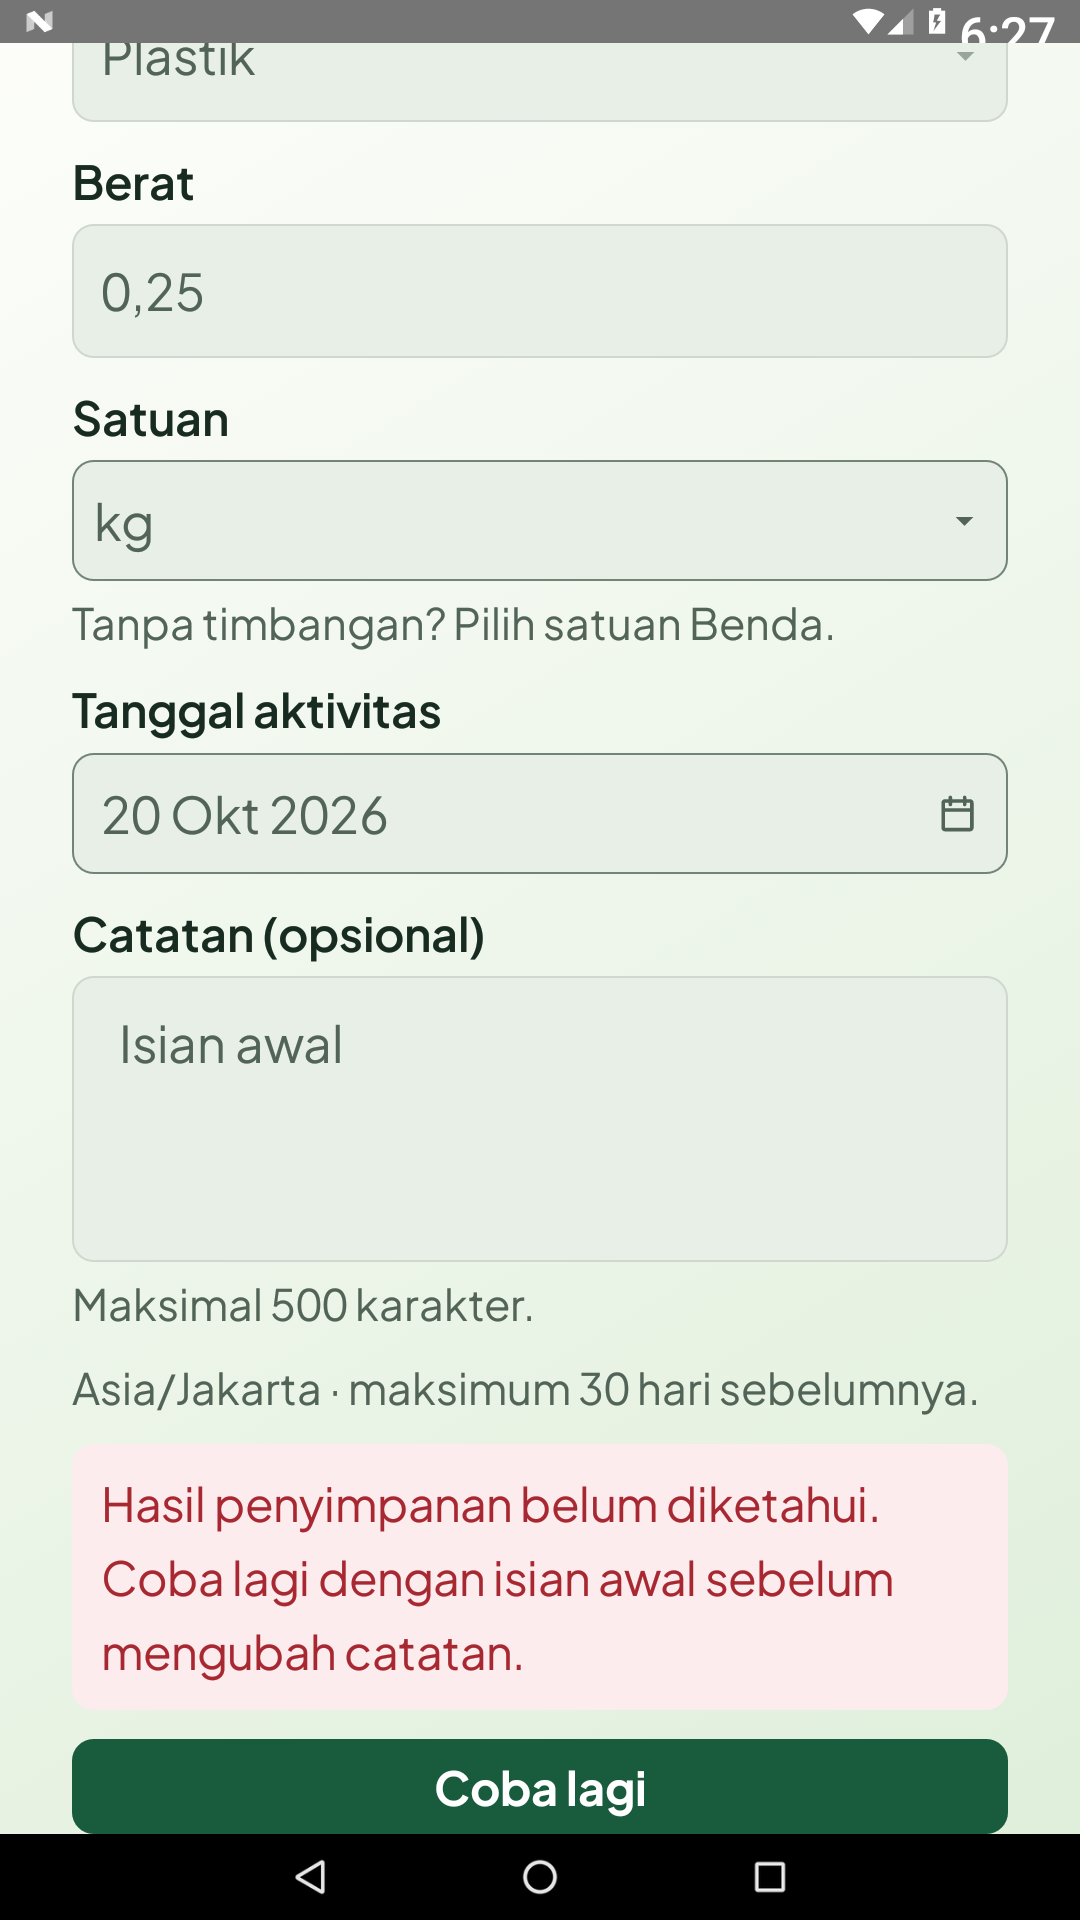 6:27
Plastik
Berat
0,25
Satuan
kg
Tanpa timbangan? Pilih satuan Benda.
Tanggal aktivitas
20 Okt 2026
Catatan (opsional)
Isian awal
Maksimal 500 karakter.
Asia/Jakarta · maksimum 30 hari sebelumnya.
Hasil penyimpanan belum diketahui.
Coba lagi dengan isian awal sebelum
mengubah catatan.
Coba lagi